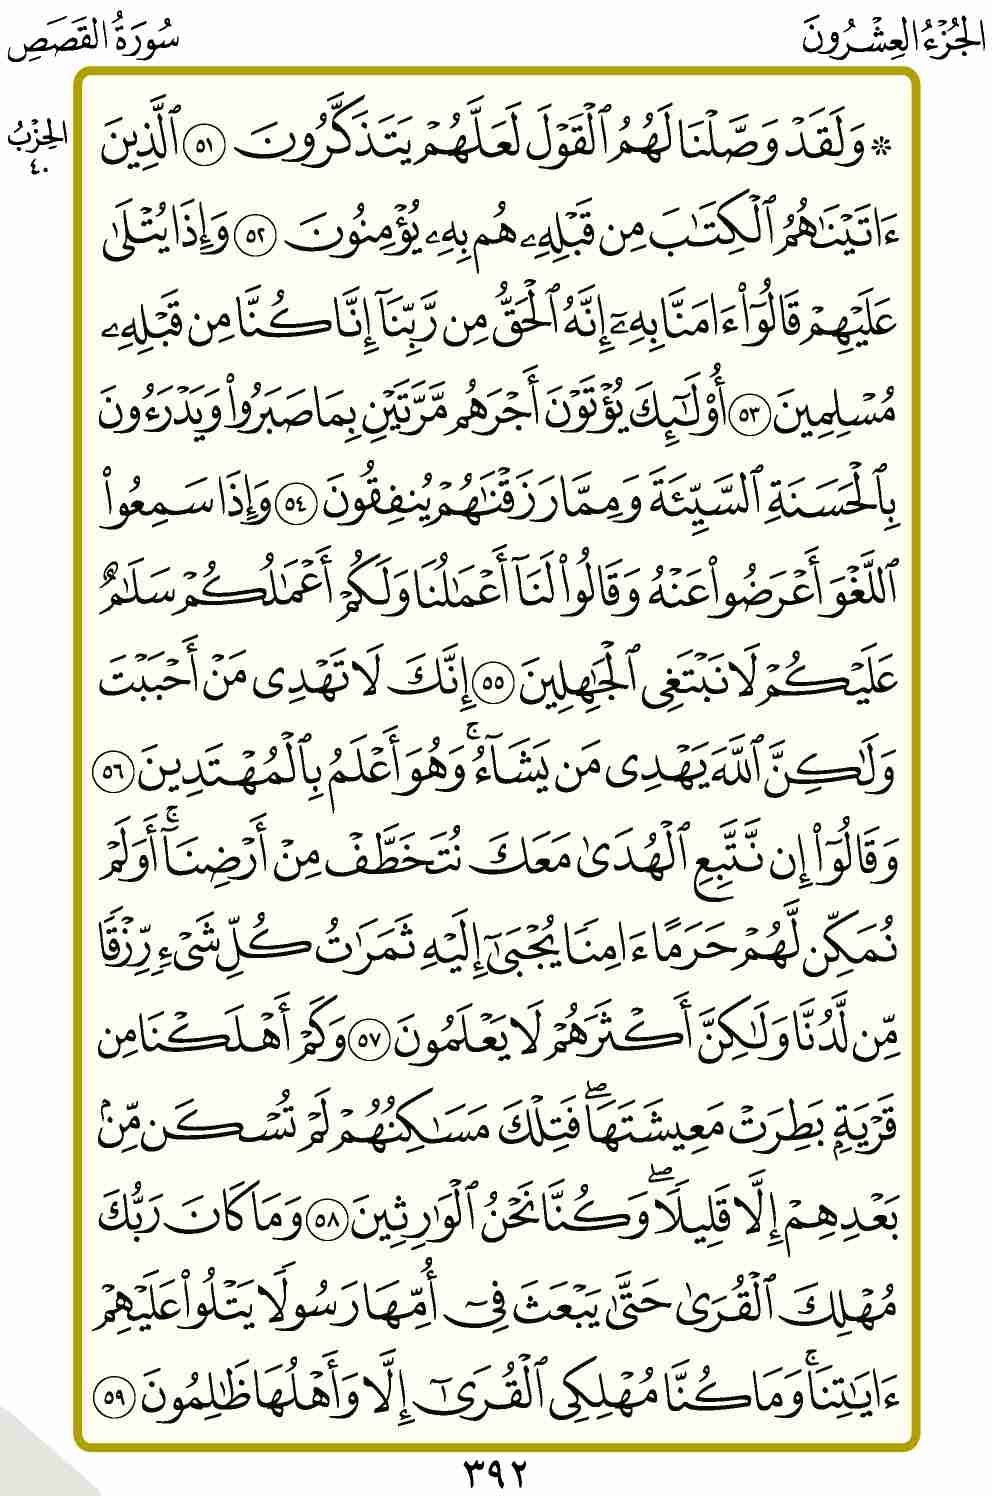 الجُزْءُ العِشْرُونَ
سُورَةُ القَصَصِ
الحِزْبُ
٤٠
۞ وَلَقَدْ وَصَّلْنَا لَهُمُ ٱلْقَوْلَ لَعَلَّهُمْ يَتَذَكَّرُونَ ٥١ ٱلَّذِينَ
ءَاتَيْنَٰهُمُ ٱلْكِتَٰبَ مِن قَبْلِهِۦ هُم بِهِۦ يُؤْمِنُونَ ٥٢ وَإِذَا يُتْلَىٰ
عَلَيْهِمْ قَالُوٓا۟ ءَامَنَّا بِهِۦٓ إِنَّهُ ٱلْحَقُّ مِن رَّبِّنَآ إِنَّا كُنَّا مِن قَبْلِهِۦ
مُسْلِمِينَ ٥٣ أُو۟لَٰٓئِكَ يُؤْتَوْنَ أَجْرَهُم مَّرَّتَيْنِ بِمَا صَبَرُوا۟ وَيَدْرَءُونَ
بِٱلْحَسَنَةِ ٱلسَّيِّئَةَ وَمِمَّا رَزَقْنَٰهُمْ يُنفِقُونَ ٥٤ وَإِذَا سَمِعُوا۟
ٱللَّغْوَ أَعْرَضُوا۟ عَنْهُ وَقَالُوا۟ لَنَآ أَعْمَٰلُنَا وَلَكُمْ أَعْمَٰلُكُمْ سَلَٰمٌ
عَلَيْكُمْ لَا نَبْتَغِى ٱلْجَٰهِلِينَ ٥٥ إِنَّكَ لَا تَهْدِى مَنْ أَحْبَبْتَ
وَلَٰكِنَّ ٱللَّهَ يَهْدِى مَن يَشَآءُۚ وَهُوَ أَعْلَمُ بِٱلْمُهْتَدِينَ ٥٦
وَقَالُوٓا۟ إِن نَّتَّبِعِ ٱلْهُدَىٰ مَعَكَ نُتَخَطَّفْ مِنْ أَرْضِنَآۚ أَوَلَمْ
نُمَكِّن لَّهُمْ حَرَمًا ءَامِنًا يُجْبَىٰٓ إِلَيْهِ ثَمَرَٰتُ كُلِّ شَىْءٍ رِّزْقًا
مِّن لَّدُنَّا وَلَٰكِنَّ أَكْثَرَهُمْ لَا يَعْلَمُونَ ٥٧ وَكَمْ أَهْلَكْنَا مِن
قَرْيَةٍۭ بَطِرَتْ مَعِيشَتَهَاۖ فَتِلْكَ مَسَٰكِنُهُمْ لَمْ تُسْكَن مِّنۢ
بَعْدِهِمْ إِلَّا قَلِيلًاۖ وَكُنَّا نَحْنُ ٱلْوَٰرِثِينَ ٥٨ وَمَا كَانَ رَبُّكَ
مُهْلِكَ ٱلْقُرَىٰ حَتَّىٰ يَبْعَثَ فِىٓ أُمِّهَا رَسُولًا يَتْلُوا۟ عَلَيْهِمْ
ءَايَٰتِنَاۚ وَمَا كُنَّا مُهْلِكِى ٱلْقُرَىٰٓ إِلَّا وَأَهْلُهَا ظَٰلِمُونَ ٥٩
٣٩٢